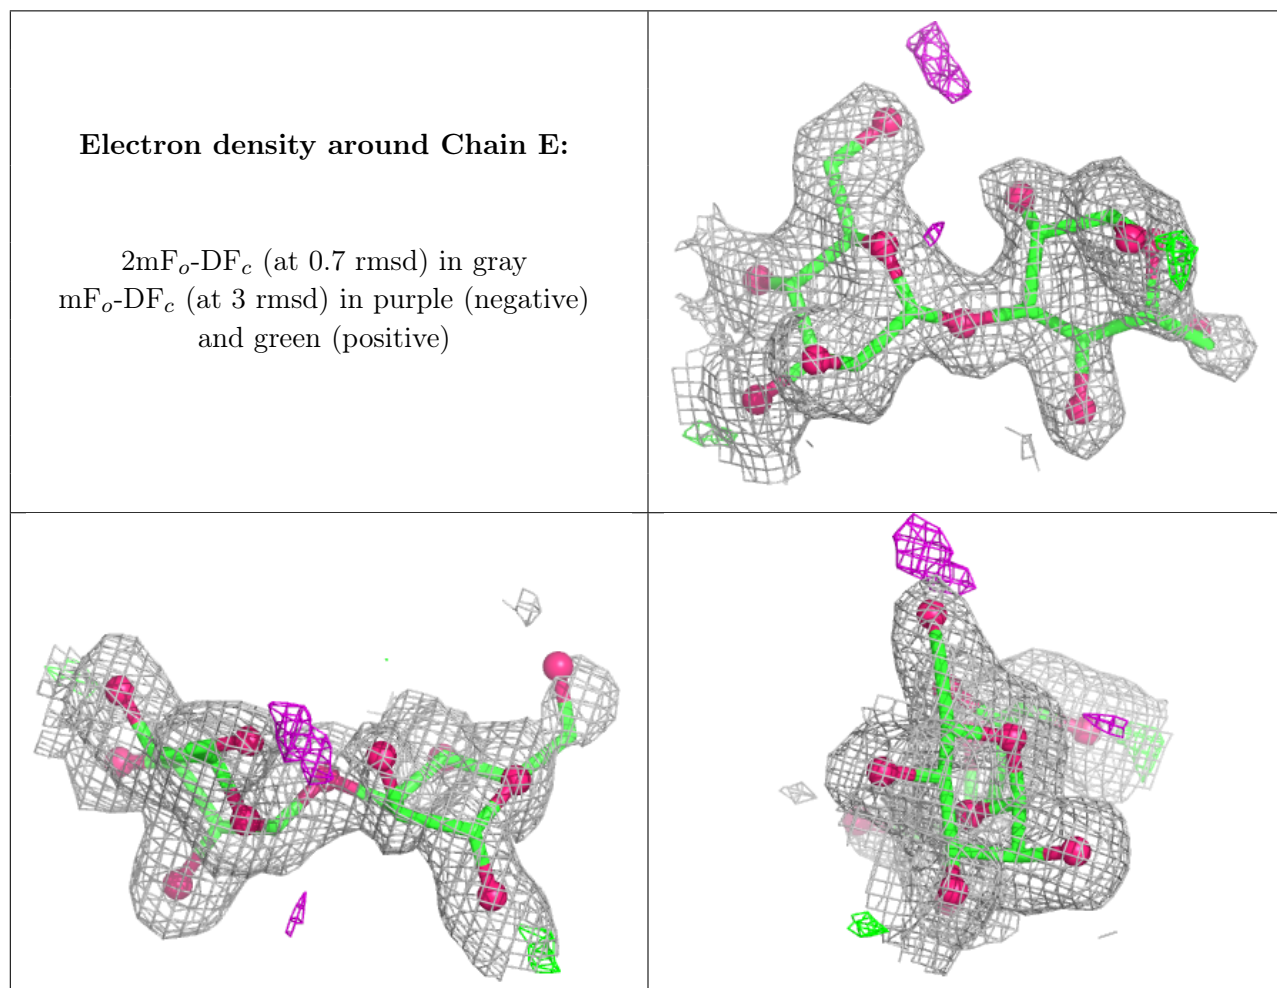 Electron density around Chain E:
2mFₒ-DF𝒸 (at 0.7 rmsd) in gray
mFₒ-DF𝒸 (at 3 rmsd) in purple (negative)
and green (positive)